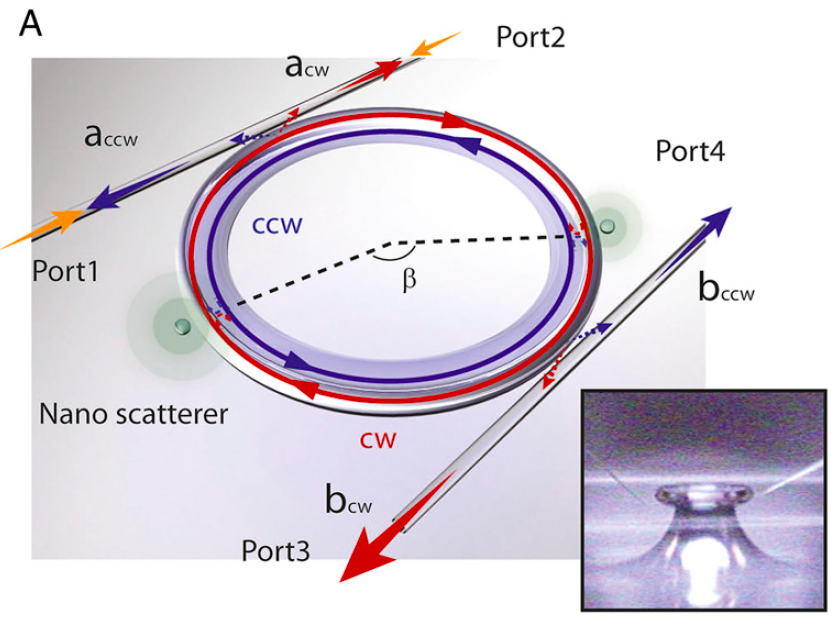 A
Port2
acw
accw
Port4
ccw
β
Port1
bccw
Nano scatterer
cw
bcw
Port3